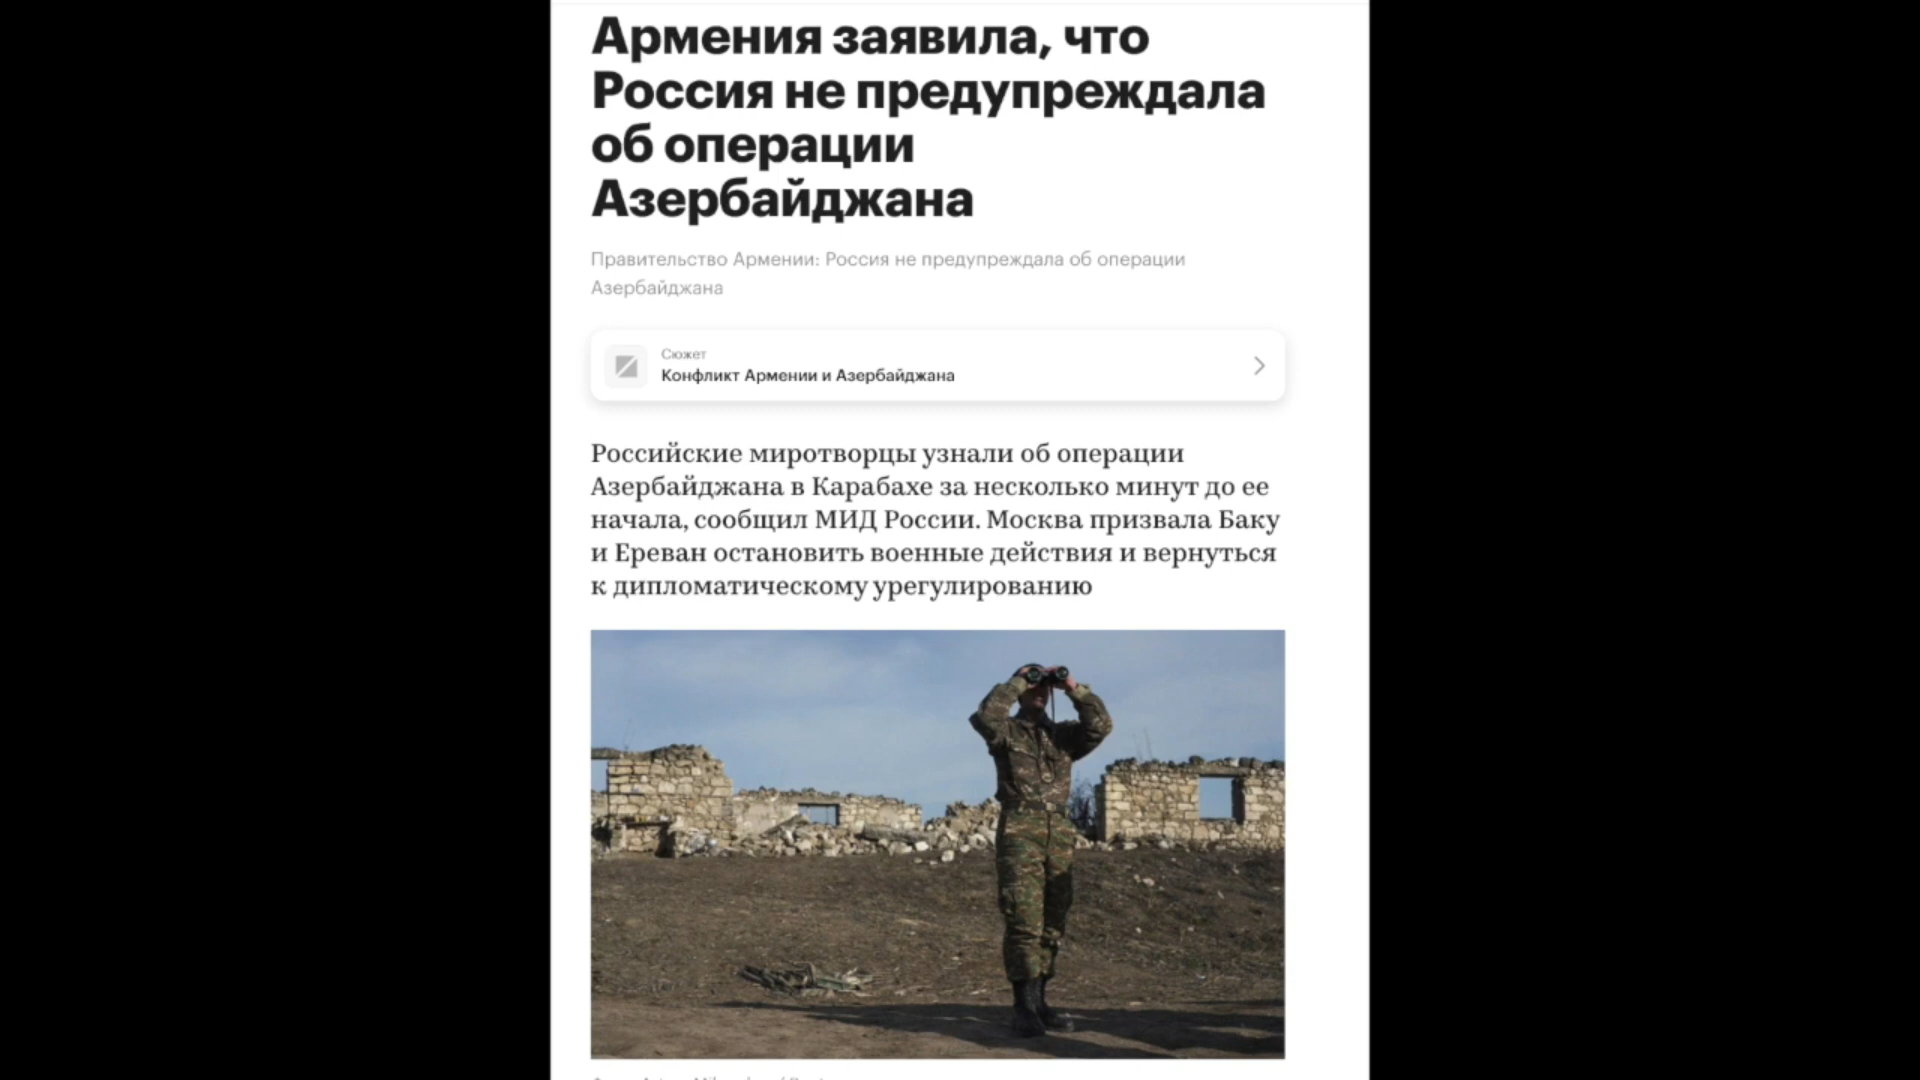 Армения заявила, что
Россия не предупреждала
об операции
Азербайджана
Правительство Армении: Россия не предупреждала об операции
Азербайджана
Сюжет
Конфликт Армении и Азербайджана
Российские миротворцы узнали об операции
Азербайджана в Карабахе за несколько минут до ее
начала, сообщил МИД России. Москва призвала Баку
и Ереван остановить военные действия и вернуться
к дипломатическому урегулированию